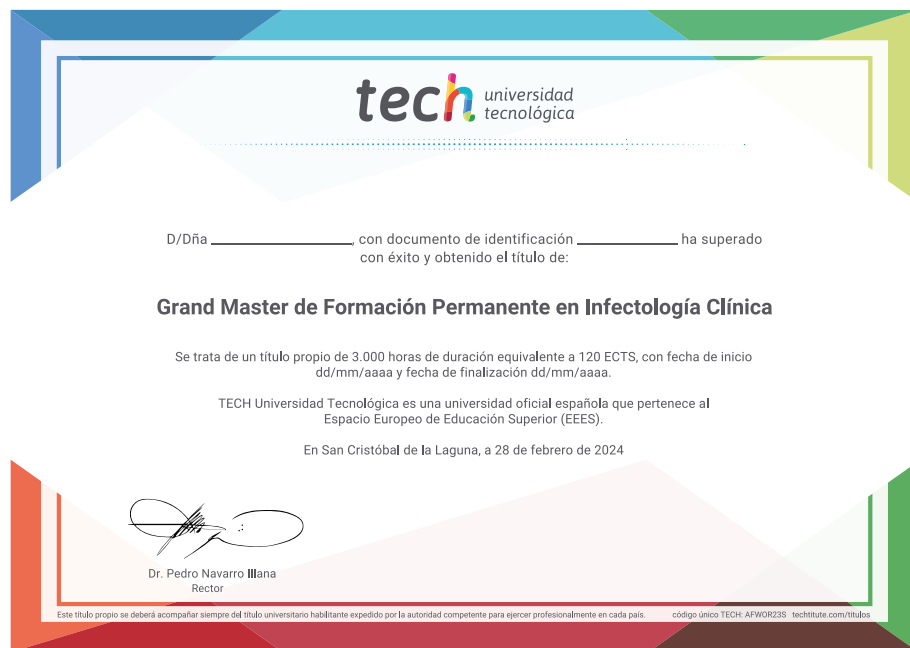 tech universidad
tecnológica
D/Dña ________________, con documento de identificación ____________ ha superado
con éxito y obtenido el título de:
Grand Master de Formación Permanente en Infectología Clínica
Se trata de un título propio de 3.000 horas de duración equivalente a 120 ECTS, con fecha de inicio
dd/mm/aaaa y fecha de finalización dd/mm/aaaa.
TECH Universidad Tecnológica es una universidad oficial española que pertenece al
Espacio Europeo de Educación Superior (EEES).
En San Cristóbal de la Laguna, a 28 de febrero de 2024
Dr. Pedro Navarro Illana
Rector
Este título propio se deberá acompañar siempre del título universitario habilitante expedido por la autoridad competente para ejercer profesionalmente en cada país. código único TECH: AFWOR23S techtitute.com/titulos